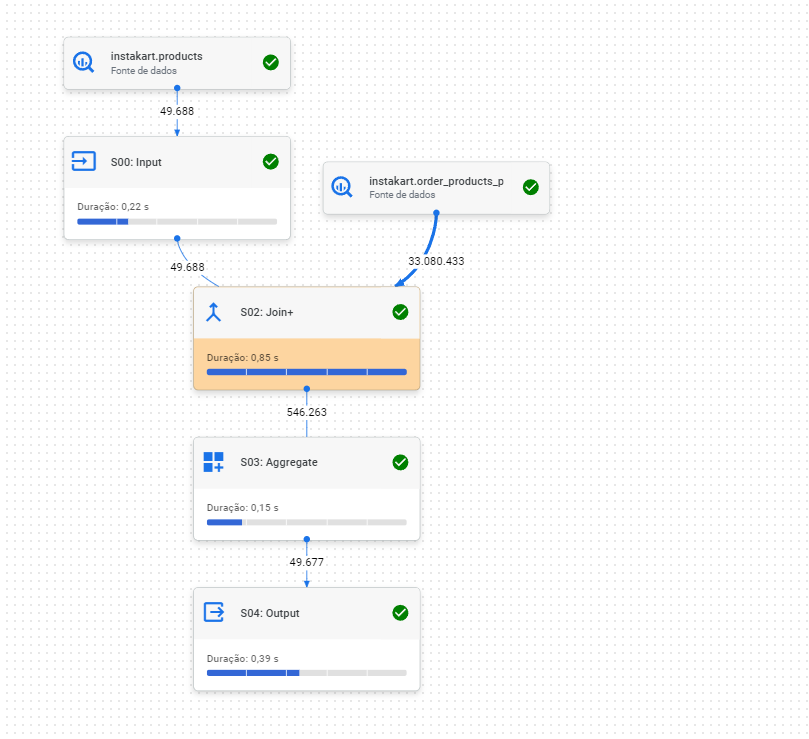 instakart.products
Fonte de dados
49.688
S00: Input
Duração: 0,22 s
instakart.order_products_p
Fonte de dados
49.688
33.080.433
S02: Join+
Duração: 0,85 s
546.263
S03: Aggregate
Duração: 0,15 s
49.677
S04: Output
Duração: 0,39 s